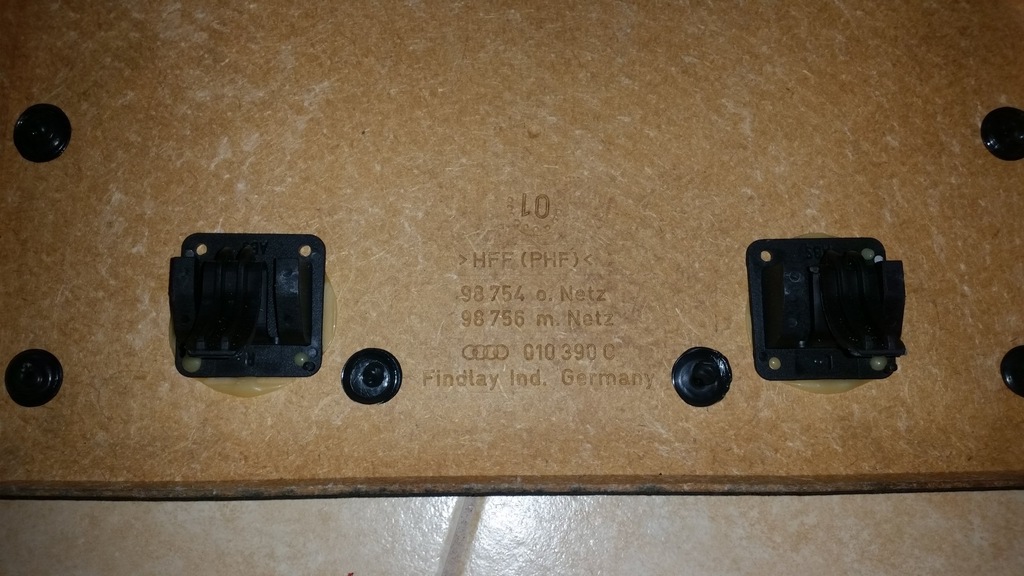 01
>HFF (PHF)<
98 754 o. Netz
98 756 m. Netz
010 390 C
Findlay Ind. Germany